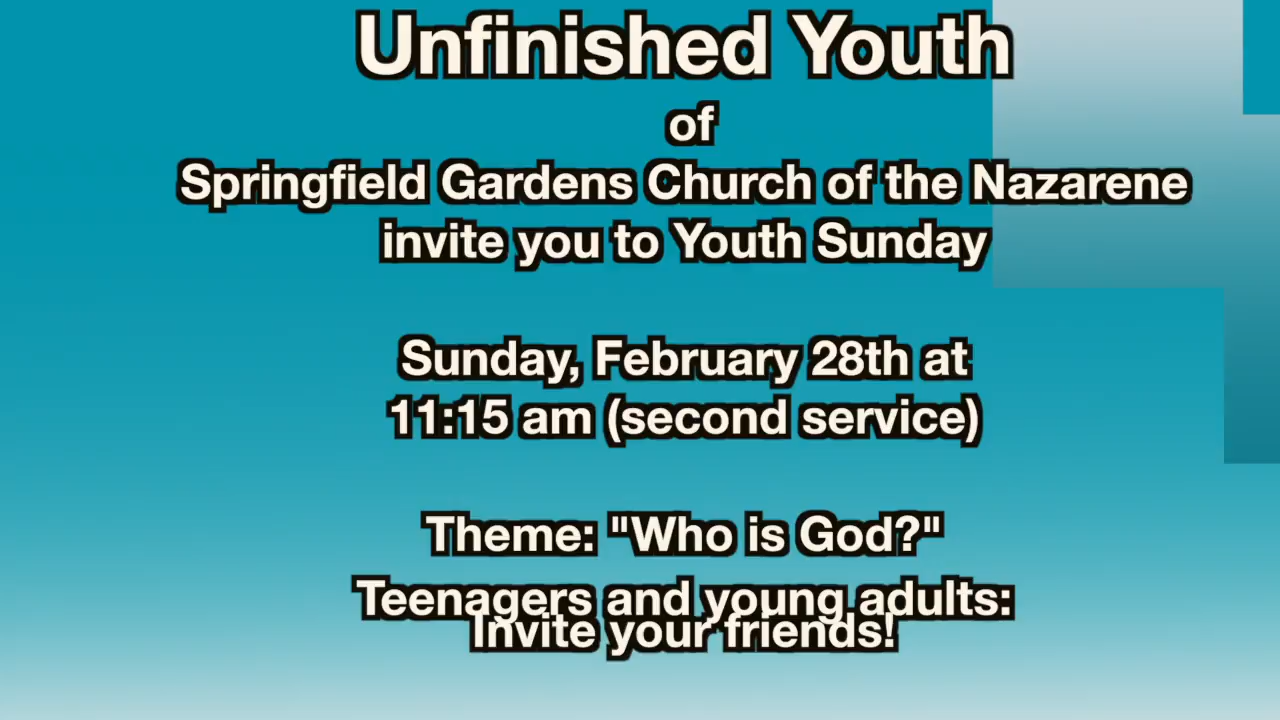 Unfinished Youth
of
Springfield Gardens Church of the Nazarene
invite you to Youth Sunday
Sunday, February 28th at
11:15 am (second service)
Theme: "Who is God?"
Teenagers and young adults:
Invite your friends!